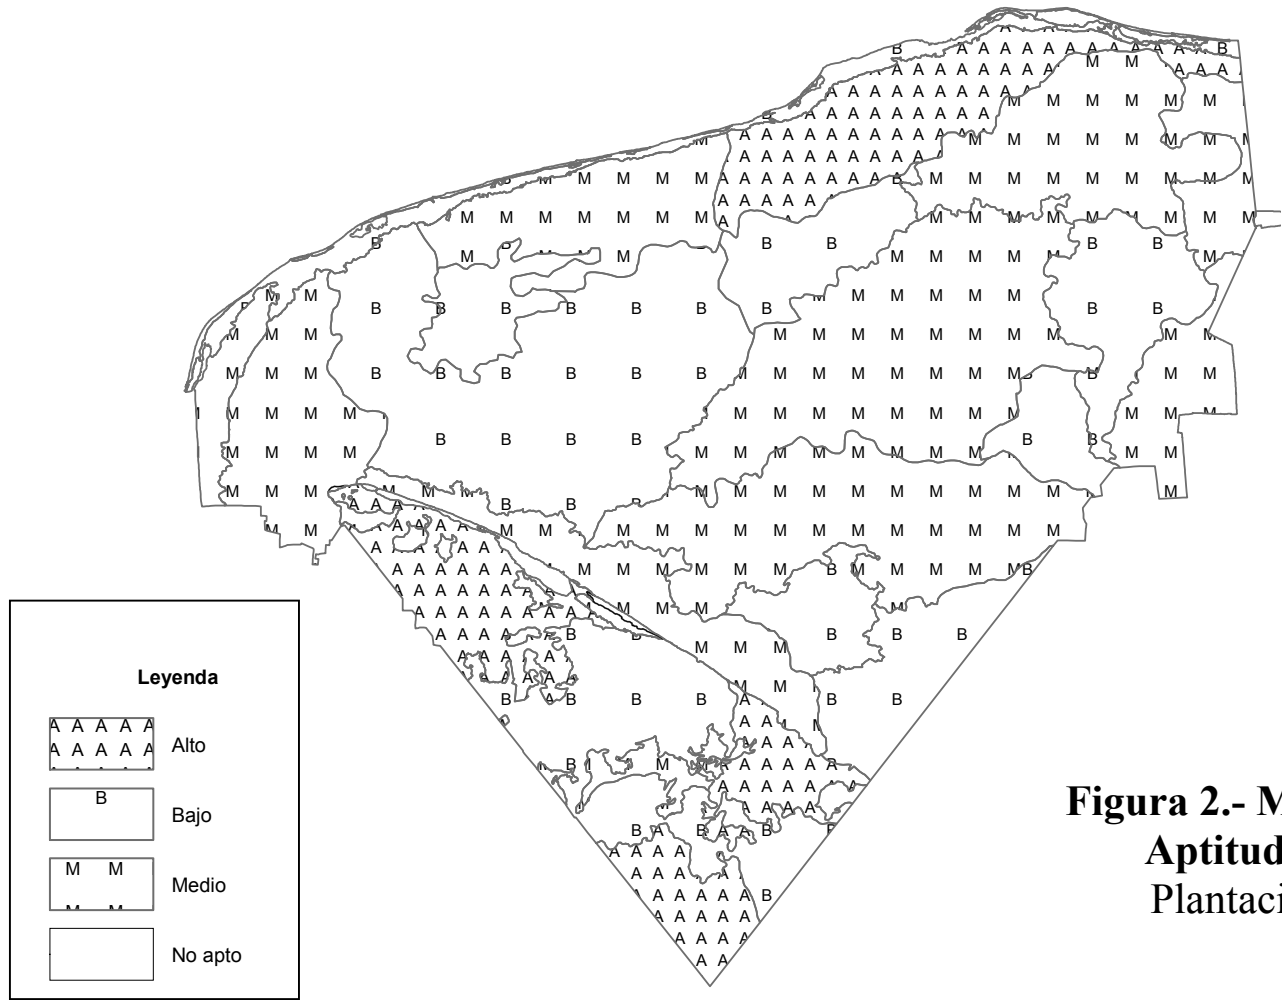 Leyenda
Alto
Bajo
Medio
No apto
Figura 2.- M
Aptitud
Plantaci